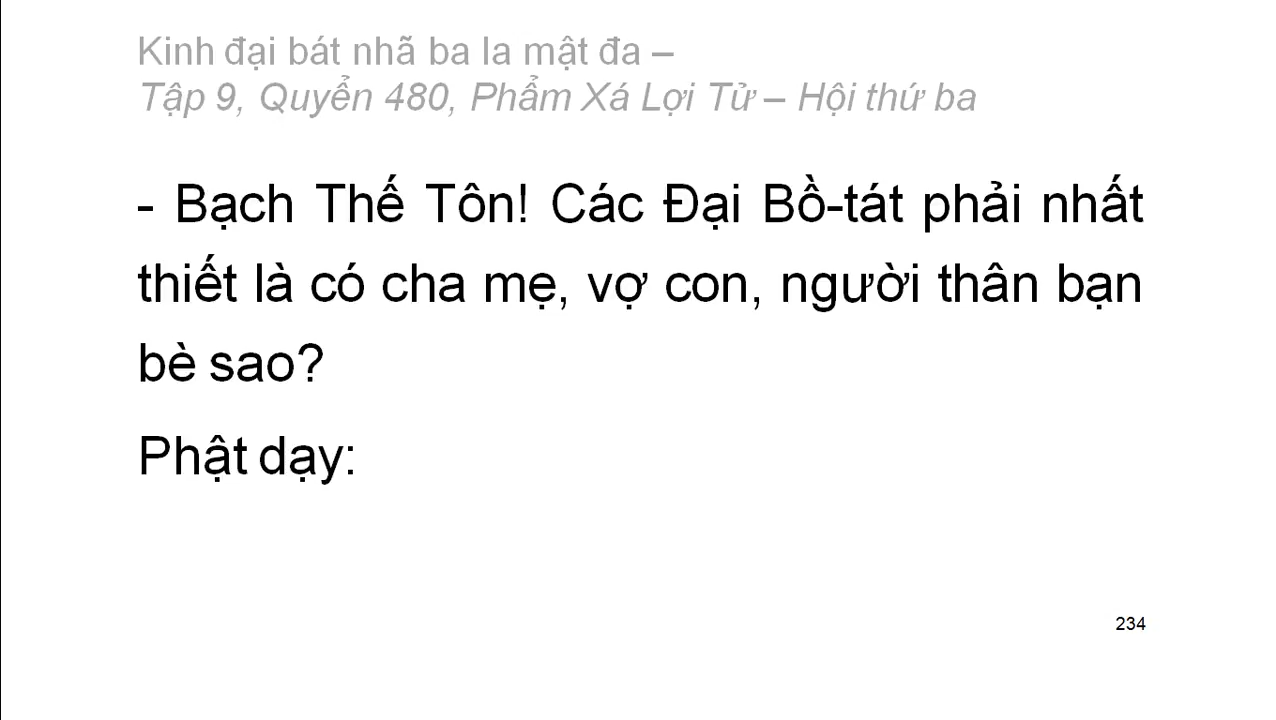 Kinh đại bát nhã ba la mật đa –
Tập 9, Quyển 480, Phẩm Xá Lợi Tử – Hội thứ ba
- Bạch Thế Tôn! Các Đại Bồ-tát phải nhất
thiết là có cha mẹ, vợ con, người thân bạn
bè sao?
Phật dạy:
234